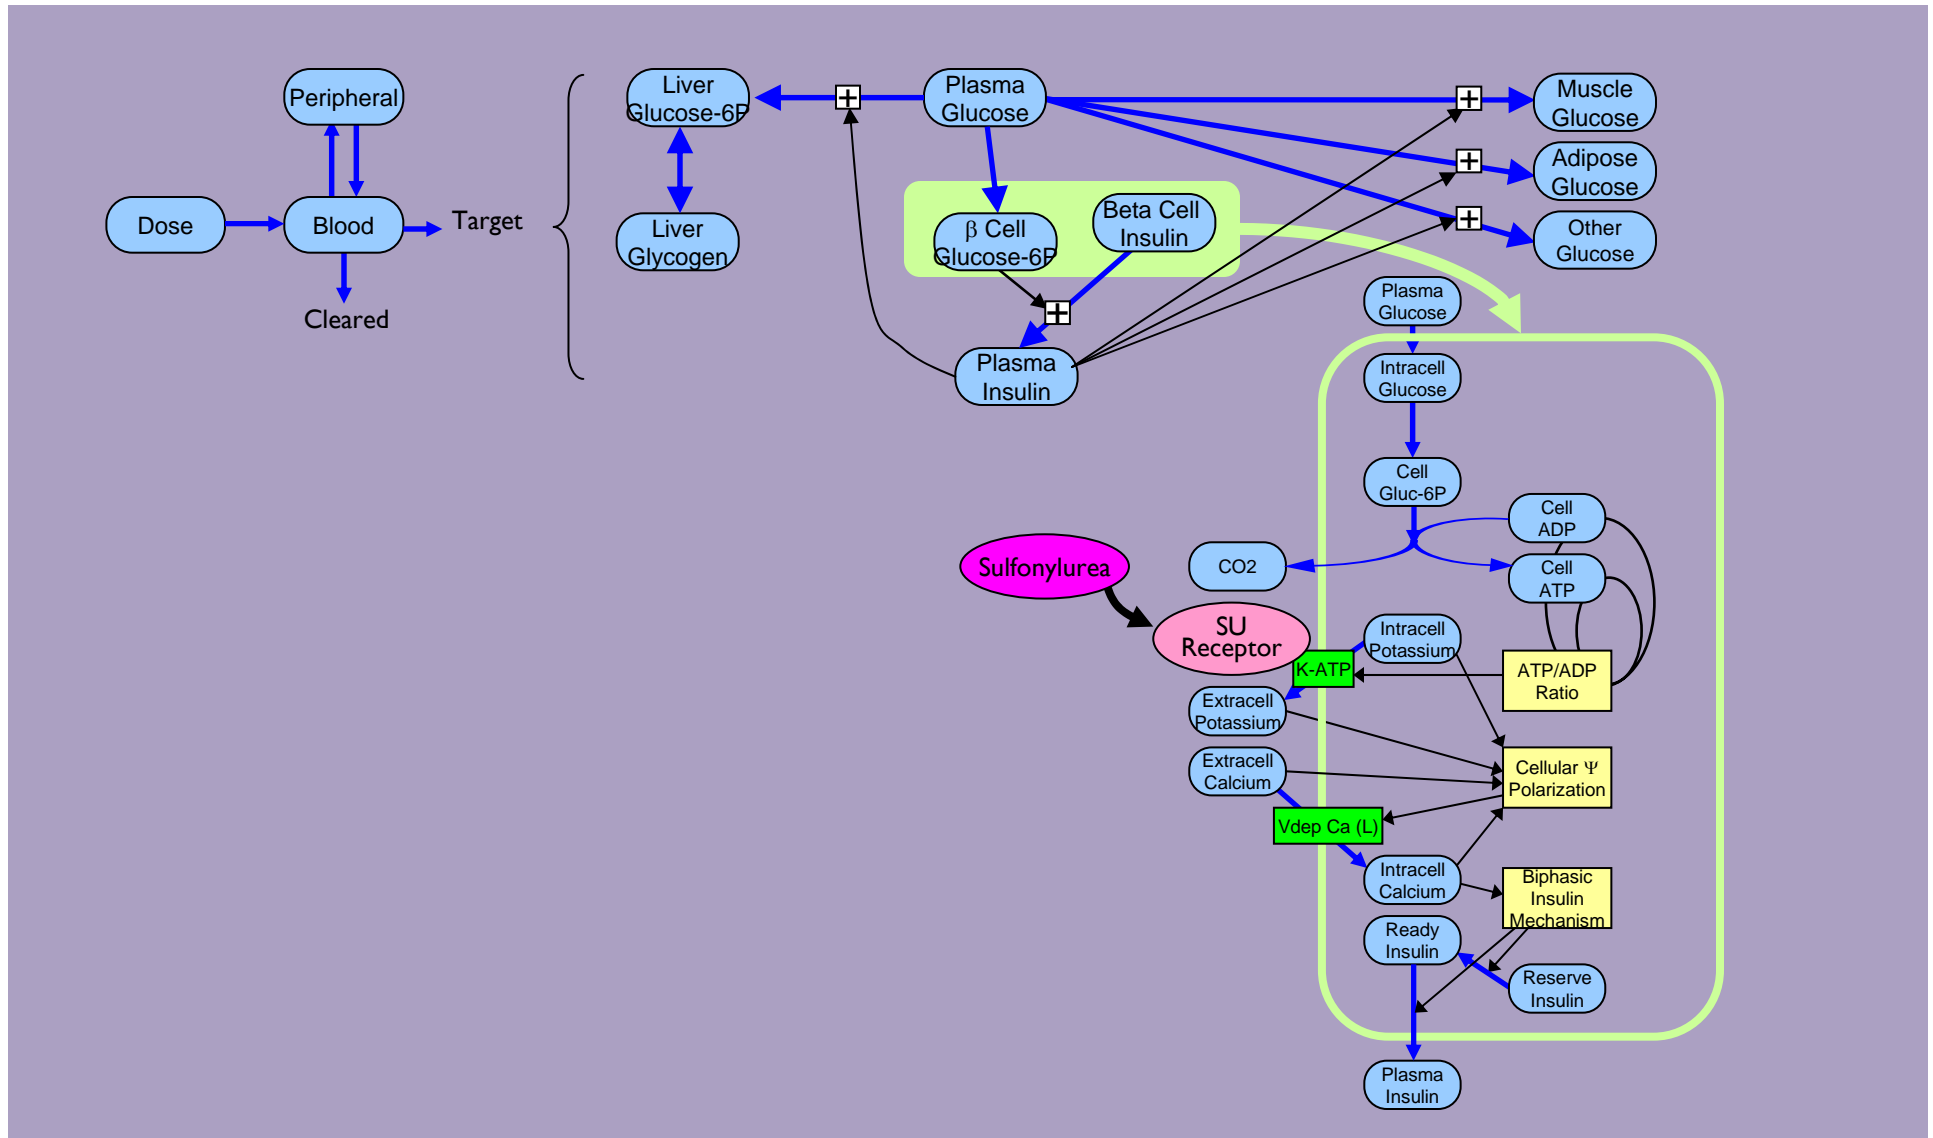 Peripheral
Dose
Blood
Target
Cleared
Liver
Glucose-6P
Liver
Glycogen
Plasma
Glucose
β Cell
Glucose-6P
Beta Cell
Insulin
Plasma
Insulin
+
+
+
+
+
Muscle
Glucose
Adipose
Glucose
Other
Glucose
Plasma
Glucose
Intracell
Glucose
Cell
Gluc-6P
Cell
ADP
Cell
ATP
CO2
Sulfonylurea
SU
Receptor
Intracell
Potassium
K-ATP
ATP/ADP
Ratio
Extracell
Potassium
Extracell
Calcium
Cellular Ψ
Polarization
Vdep Ca (L)
Intracell
Calcium
Biphasic
Insulin
Mechanism
Ready
Insulin
Reserve
Insulin
Plasma
Insulin